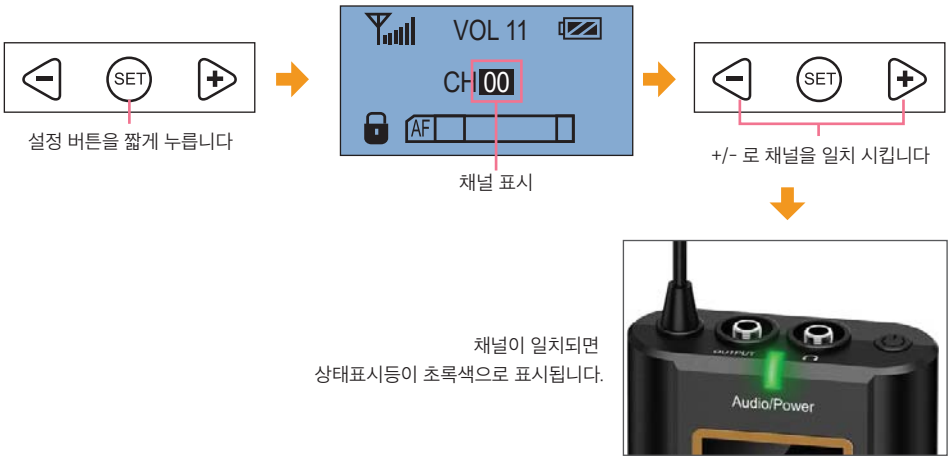 SET
설정 버튼을 짧게 누릅니다
VOL 11
CH 00
AF
채널 표시
SET
+/- 로 채널을 일치 시킵니다
채널이 일치되면
상태표시등이 초록색으로 표시됩니다.
OUTPUT
Audio/Power